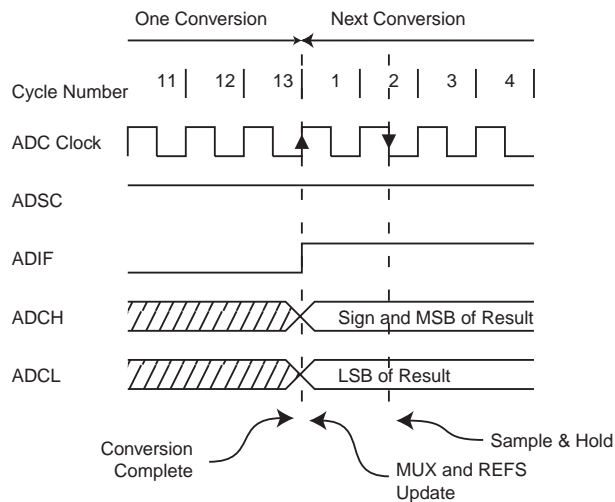 One Conversion Next Conversion
Cycle Number 11 12 13 1 2 3 4
ADC Clock
ADSC
ADIF
ADCH Sign and MSB of Result
ADCL LSB of Result
Conversion
Complete
MUX and REFS
Update
Sample & Hold